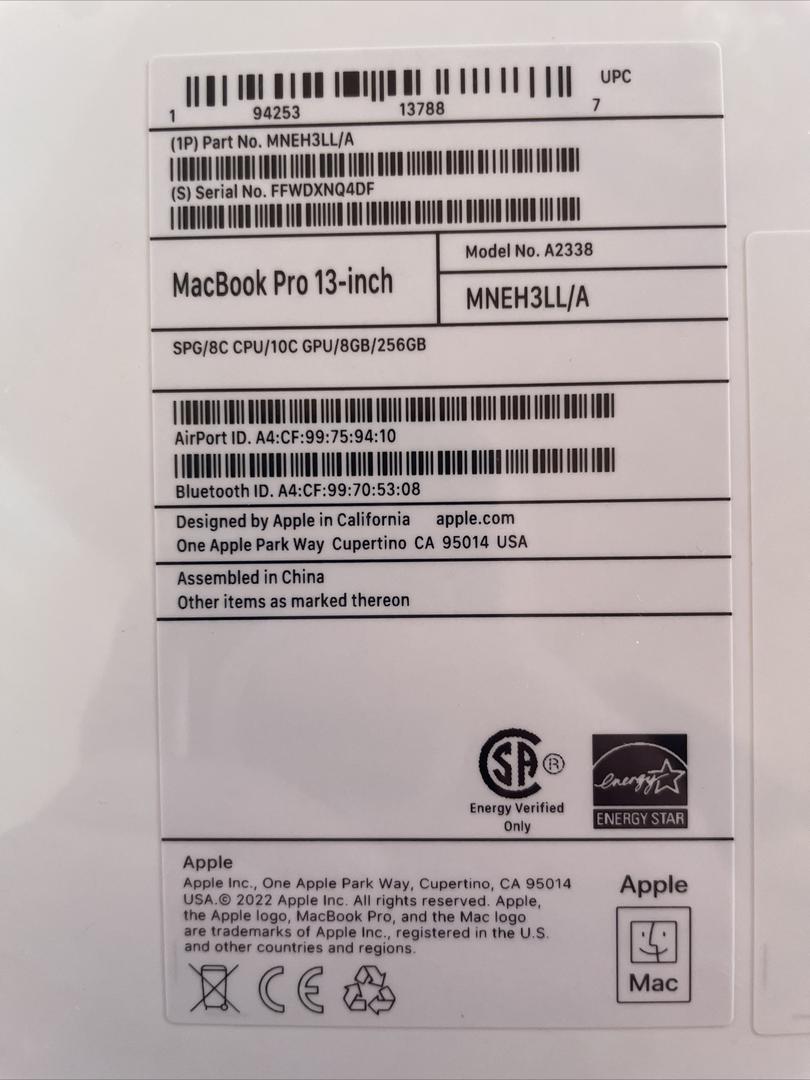 UPC
1 94253 13788 7
(1P) Part No. MNEH3LL/A
(S) Serial No. FFWDXNQ4DF
MacBook Pro 13-inch
Model No. A2338
MNEH3LL/A
SPG/8C CPU/10C GPU/8GB/256GB
AirPort ID. A4:CF:99:75:94:10
Bluetooth ID. A4:CF:99:70:53:08
Designed by Apple in California apple.com
One Apple Park Way Cupertino CA 95014 USA
Assembled in China
Other items as marked thereon
SA ®
Energy Verified
Only
energy
ENERGY STAR
Apple
Apple Inc., One Apple Park Way, Cupertino, CA 95014
USA.© 2022 Apple Inc. All rights reserved. Apple,
the Apple logo, MacBook Pro, and the Mac logo
are trademarks of Apple Inc., registered in the U.S.
and other countries and regions.
CE
Apple
Mac